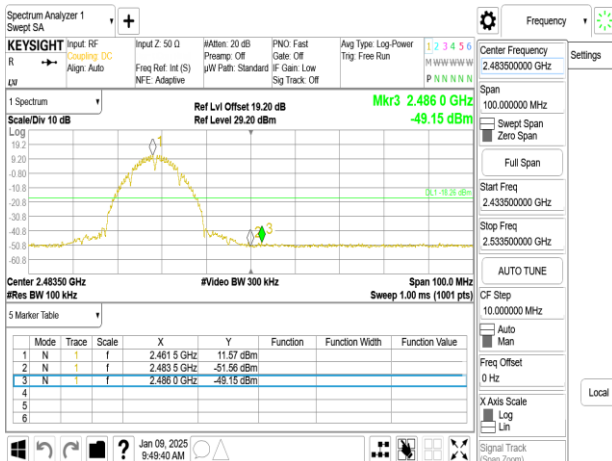 Spectrum Analyzer 1
Swept SA
Frequency
KEYSIGHT
R
Input: RF
Coupling: DC
Align: Auto
Input Z: 50 Ω
Freq Ref: Int (S)
NFE: Adaptive
#Atten: 20 dB
Preamp: Off
µW Path: Standard
PNO: Fast
Gate: Off
IF Gain: Low
Sig Track: Off
Avg Type: Log-Power
Trig: Free Run
1 2 3 4 5 6
M W W W W W
P N N N N N
1 Spectrum
Scale/Div 10 dB
Ref Lvl Offset 19.20 dB
Ref Level 29.20 dBm
Mkr3 2.486 0 GHz
-49.15 dBm
Log
19.2
9.20
-0.80
-10.8
-20.8
-30.8
-40.8
-50.8
-60.8
1
3
DL1 -18.26 dBm
Center 2.48350 GHz
#Res BW 100 kHz
#Video BW 300 kHz
Span 100.0 MHz
Sweep 1.00 ms (1001 pts)
5 Marker Table
Mode Trace Scale X Y Function Function Width Function Value
1 N 1 f 2.461 5 GHz 11.57 dBm
2 N 1 f 2.483 5 GHz -51.56 dBm
3 N 1 f 2.486 0 GHz -49.15 dBm
4
5
6
?
Jan 09, 2025
9:49:40 AM
Center Frequency
2.483500000 GHz
Span
100.000000 MHz
Swept Span
Zero Span
Full Span
Start Freq
2.433500000 GHz
Stop Freq
2.533500000 GHz
AUTO TUNE
CF Step
10.000000 MHz
Auto
Man
Freq Offset
0 Hz
X Axis Scale
Log
Lin
Signal Track
(Span Zoom)
Settings
Local